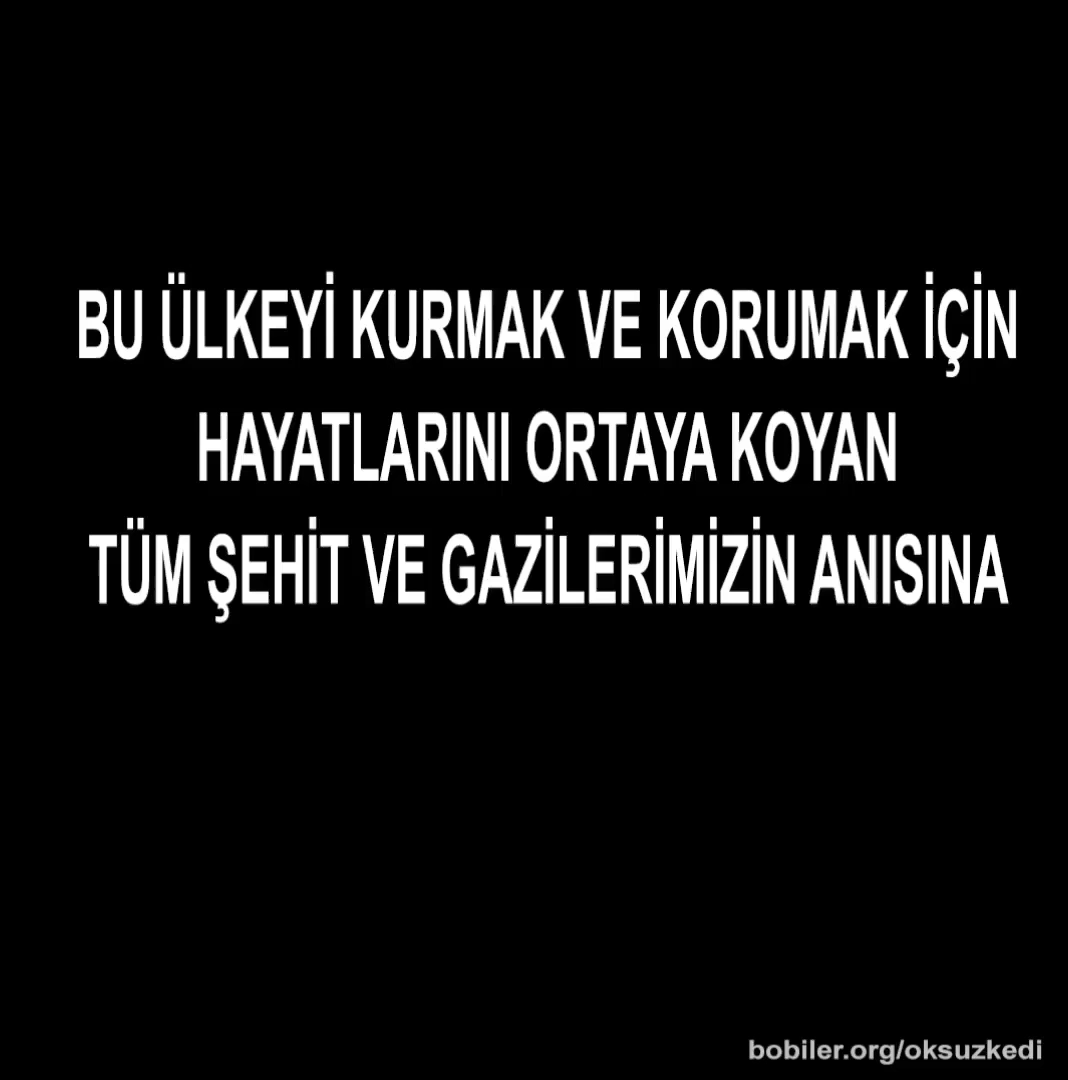 BU ÜLKEYİ KURMAK VE KORUMAK İÇİN
HAYATLARINI ORTAYA KOYAN
TÜM ŞEHİT VE GAZİLERİMİZİN ANISINA
bobiler.org/oksuzkedi